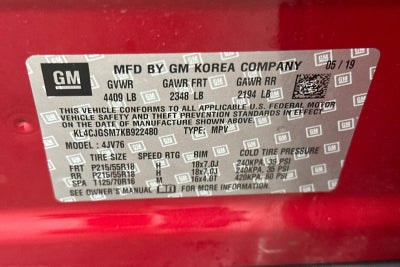 GM MFD BY GM KOREA COMPANY 05/19
GVWR GAWR FRT GAWR RR
4409 LB 2348 LB 2194 LB
THIS VEHICLE CONFORMS TO ALL APPLICABLE U.S. FEDERAL MOTOR
VEHICLE SAFETY AND THEFT PREVENTION STANDARDS IN EFFECT ON
THE DATE OF MANUFACTURE SHOWN ABOVE.
KL4CJGSM7KB922480 TYPE: MPV
MODEL : 4JV76
TIRE SIZE SPEED RTG RIM COLD TIRE PRESSURE
FRT P215/55R18 H 18x7.0J 240KPA, 35 PSI
RR P215/55R18 H 18x7.0J 240KPA, 35 PSI
SPA T125/70R16 M 16x4.0T 420KPA, 60 PSI
SEE OWNER'S MANUAL FOR MORE INFORMATION.